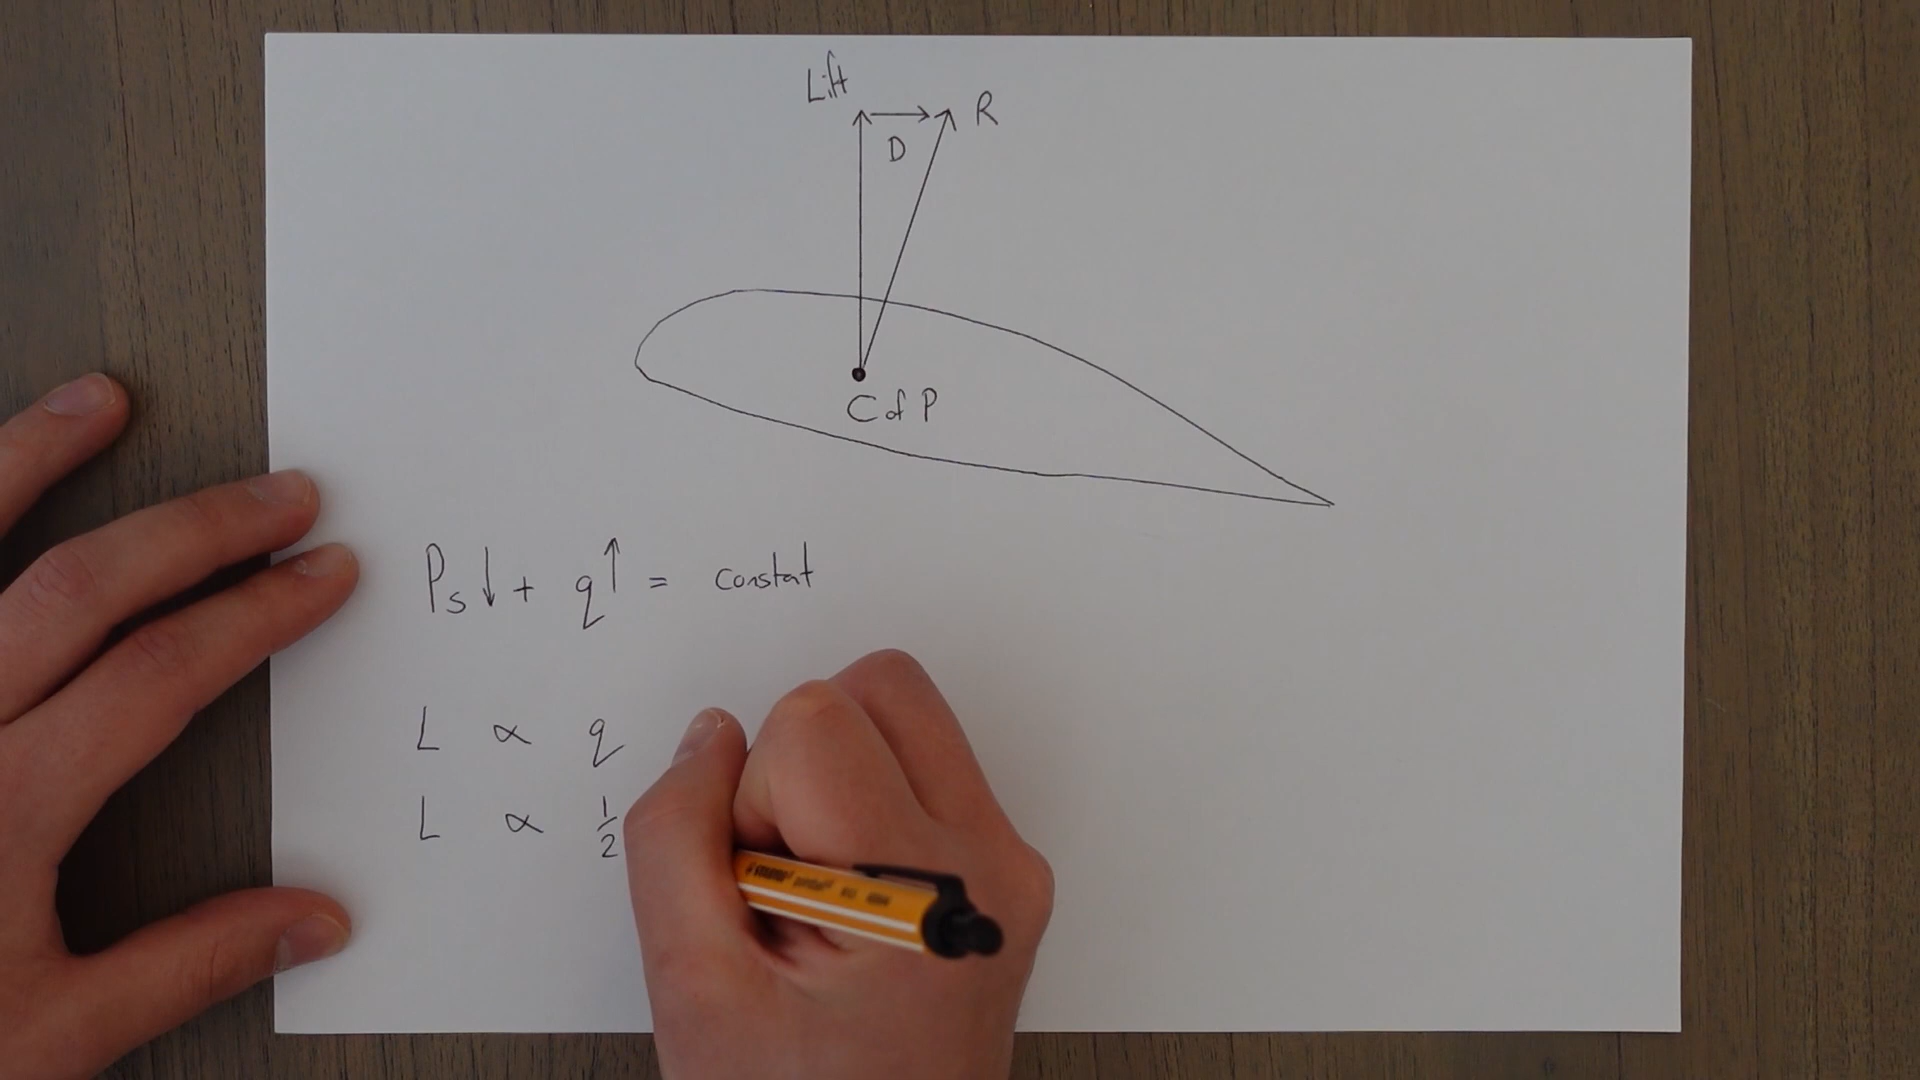 Lift
R
D
C of P
Ps ↓ + q ↑ = constat
L ∝ q
L ∝ 1/2